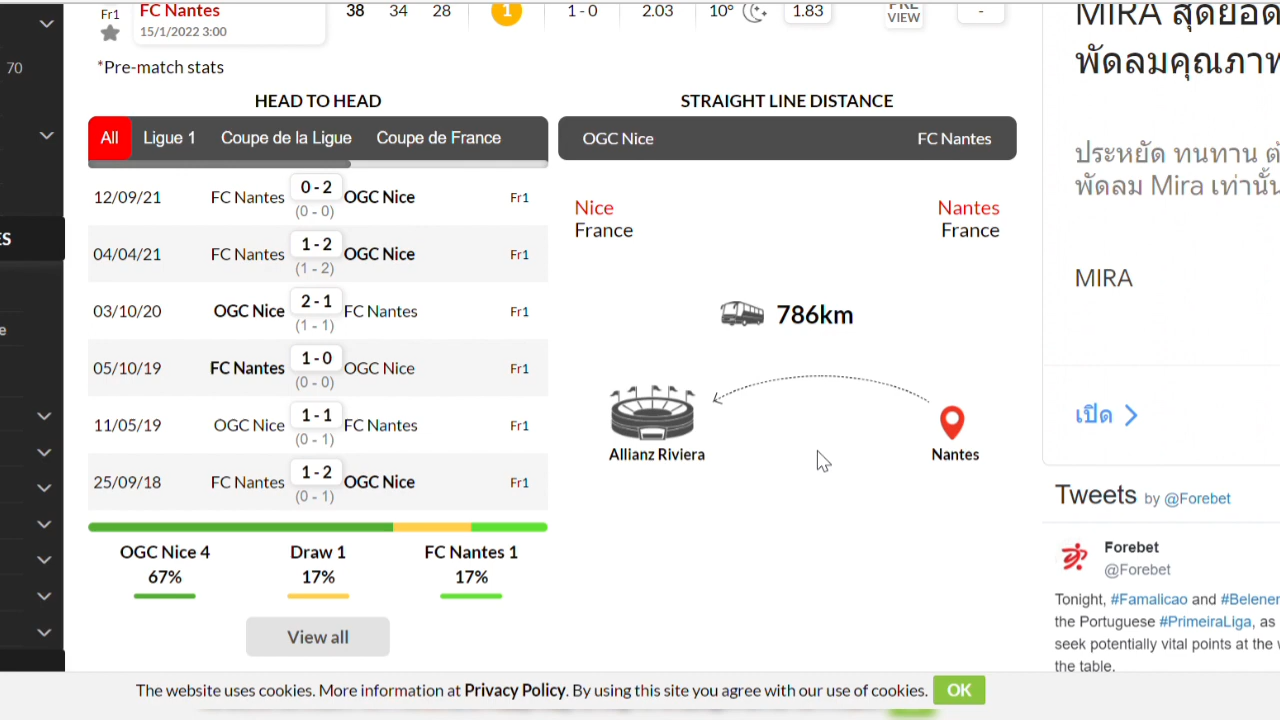 Fr1
FC Nantes
15/1/2022 3:00
38 34 28
1
1 - 0
2.03
10°
1.83
PRE
VIEW
-
70
*Pre-match stats
HEAD TO HEAD
All Ligue 1 Coupe de la Ligue Coupe de France
12/09/21 FC Nantes 0 - 2 OGC Nice Fr1
(0 - 0)
04/04/21 FC Nantes 1 - 2 OGC Nice Fr1
(1 - 2)
03/10/20 OGC Nice 2 - 1 FC Nantes Fr1
(1 - 1)
05/10/19 FC Nantes 1 - 0 OGC Nice Fr1
(0 - 0)
11/05/19 OGC Nice 1 - 1 FC Nantes Fr1
(0 - 1)
25/09/18 FC Nantes 1 - 2 OGC Nice Fr1
(0 - 1)
OGC Nice 4 Draw 1 FC Nantes 1
67% 17% 17%
View all
STRAIGHT LINE DISTANCE
OGC Nice FC Nantes
Nice Nantes
France France
786km
Allianz Riviera Nantes
MIRA สุดยอด
พัดลมคุณภาพ
ประหยัด ทนทาน ต้
พัดลม Mira เท่านั้น
MIRA
เปิด
Tweets by @Forebet
Forebet
@Forebet
Tonight, #Famalicao and #Belenen
the Portuguese #PrimeiraLiga, as
seek potentially vital points at the
the table.
The website uses cookies. More information at Privacy Policy. By using this site you agree with our use of cookies. OK